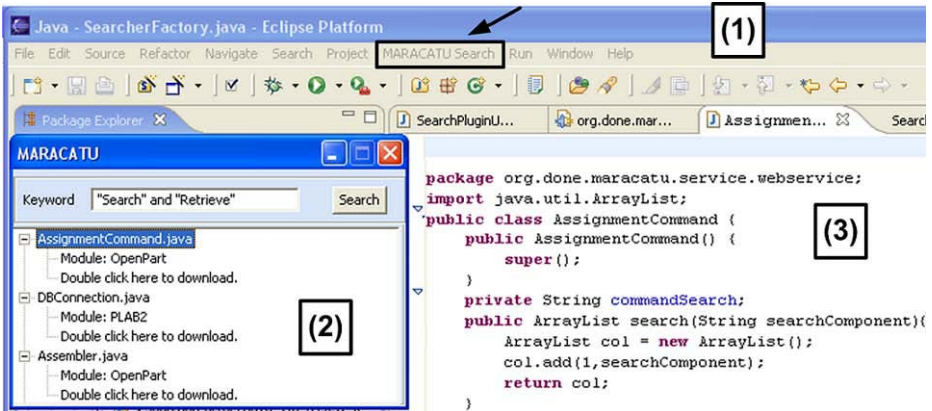 Java - SearcherFactory.java - Eclipse Platform
(1)
File Edit Source Refactor Navigate Search Project MARACATU Search Run Window Help
Package Explorer
SearchPluginU...
org.done.mar...
Assignmen...
Search
MARACATU
Keyword "Search" and "Retrieve" Search
AssignmentCommand.java
Module: OpenPart
Double click here to download.
DBConnection.java
Module: PLAB2
Double click here to download.
Assembler.java
Module: OpenPart
Double click here to download.
(2)
package org.done.maracatu.service.webservice;
import java.util.ArrayList;
public class AssignmentCommand {
public AssignmentCommand() {
super();
}
private String commandSearch;
public ArrayList search(String searchComponent){
ArrayList col = new ArrayList();
col.add(1,searchComponent);
return col;
}
(3)